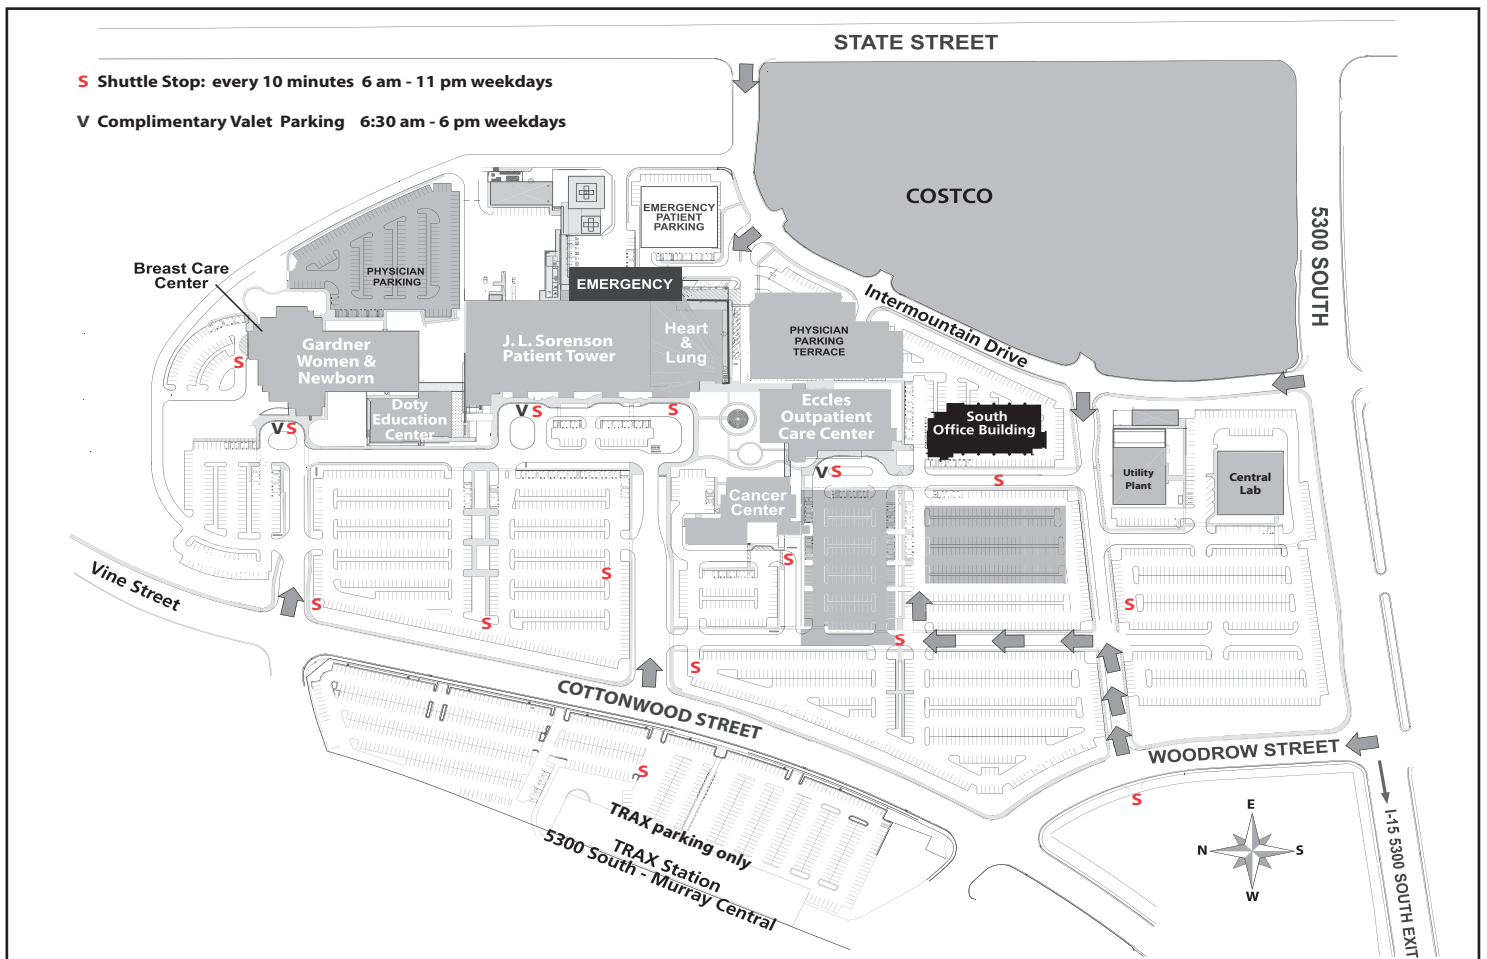 STATE STREET
S Shuttle Stop: every 10 minutes 6 am - 11 pm weekdays
V Complimentary Valet Parking 6:30 am - 6 pm weekdays
COSTCO
5300 SOUTH
EMERGENCY
PATIENT
PARKING
Breast Care
Center
PHYSICIAN
PARKING
EMERGENCY
Intermountain Drive
Gardner
Women &
Newborn
J. L. Sorenson
Patient Tower
Heart
&
Lung
PHYSICIAN
PARKING
TERRACE
S
Doty
Education
Center
V S
S
V S
Eccles
Outpatient
Care Center
South
Office Building
V S
S
Utility
Plant
Central
Lab
Cancer
Center
S
S
Vine Street
S
S
S
S
S
COTTONWOOD STREET
WOODROW STREET
S
S
S
TRAX parking only
TRAX Station
5300 South - Murray Central
E
N
S
W
I-15 5300 SOUTH EXIT